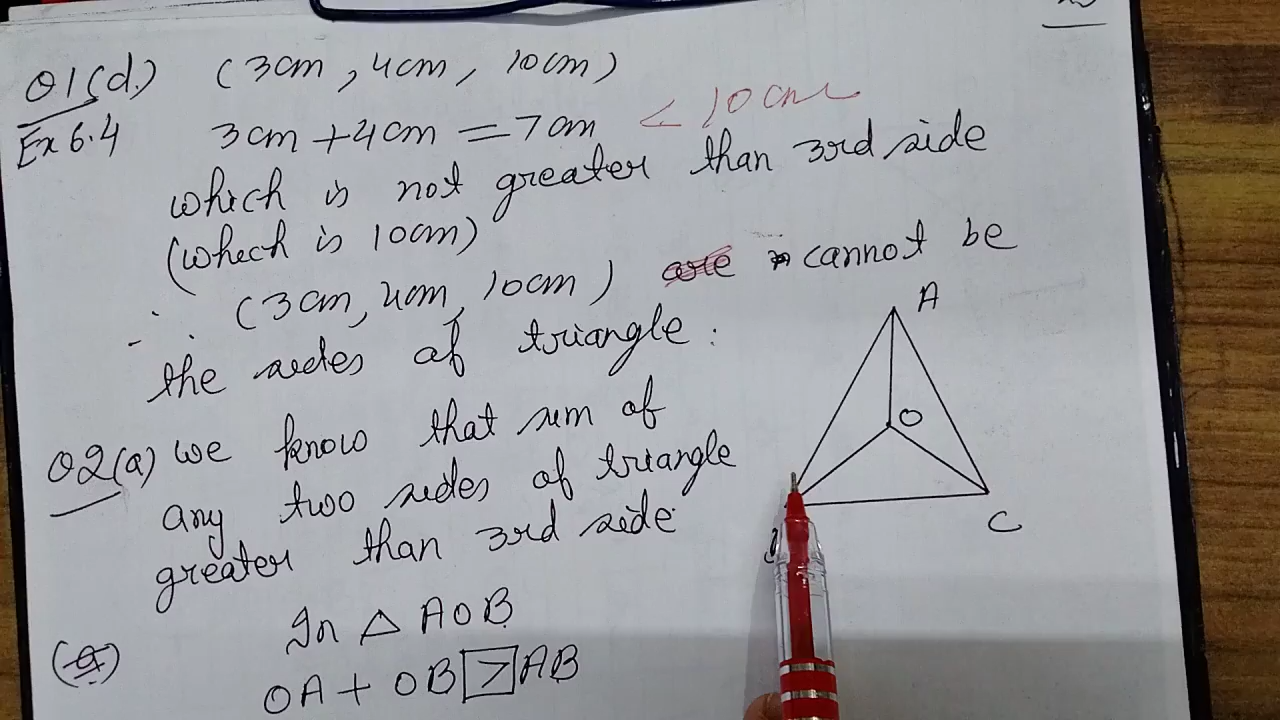 Q1(d.) (3cm, 4cm, 10cm)
Ex 6.4 3cm + 4cm = 7cm < 10cm
which is not greater than 3rd side
(which is 10cm)
∴ (3cm, 4cm, 10cm) cannot be
the sides of triangle.
A
O
C
Q2(a) we know that sum of
any two sides of triangle
greater than 3rd side
In △ AOB
(a) OA + OB > AB